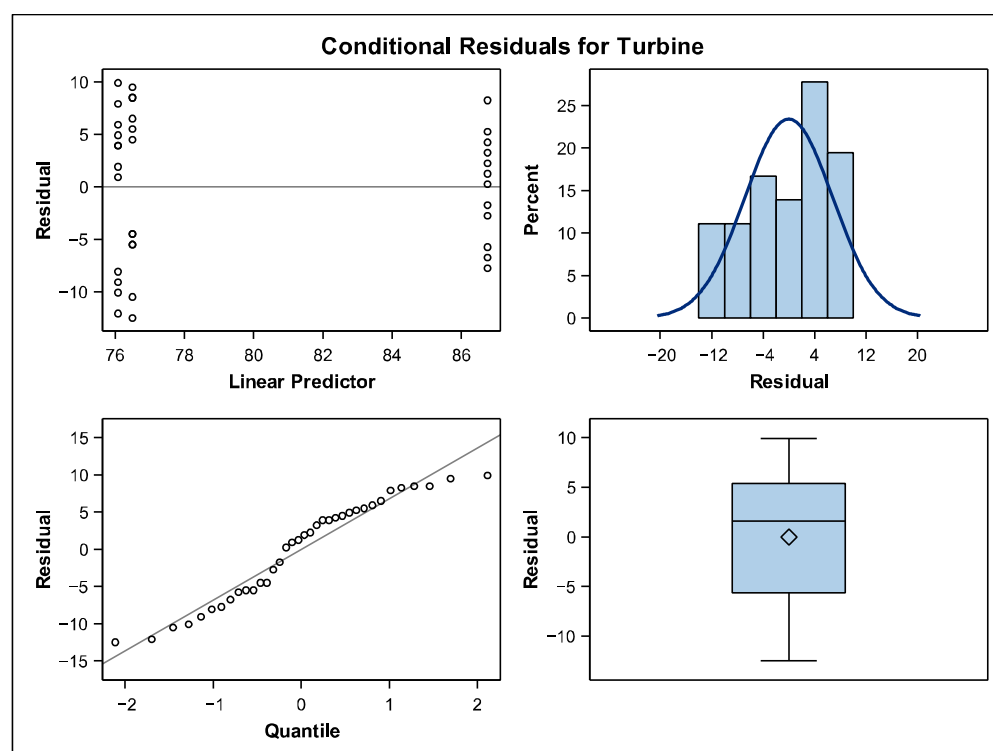 Conditional Residuals for Turbine
Residual
10
5
0
−5
−10
76 78 80 82 84 86
Linear Predictor
Percent
25
20
15
10
5
0
−20 −12 −4 4 12 20
Residual
Residual
15
10
5
0
−5
−10
−15
−2 −1 0 1 2
Quantile
Residual
10
5
0
−5
−10